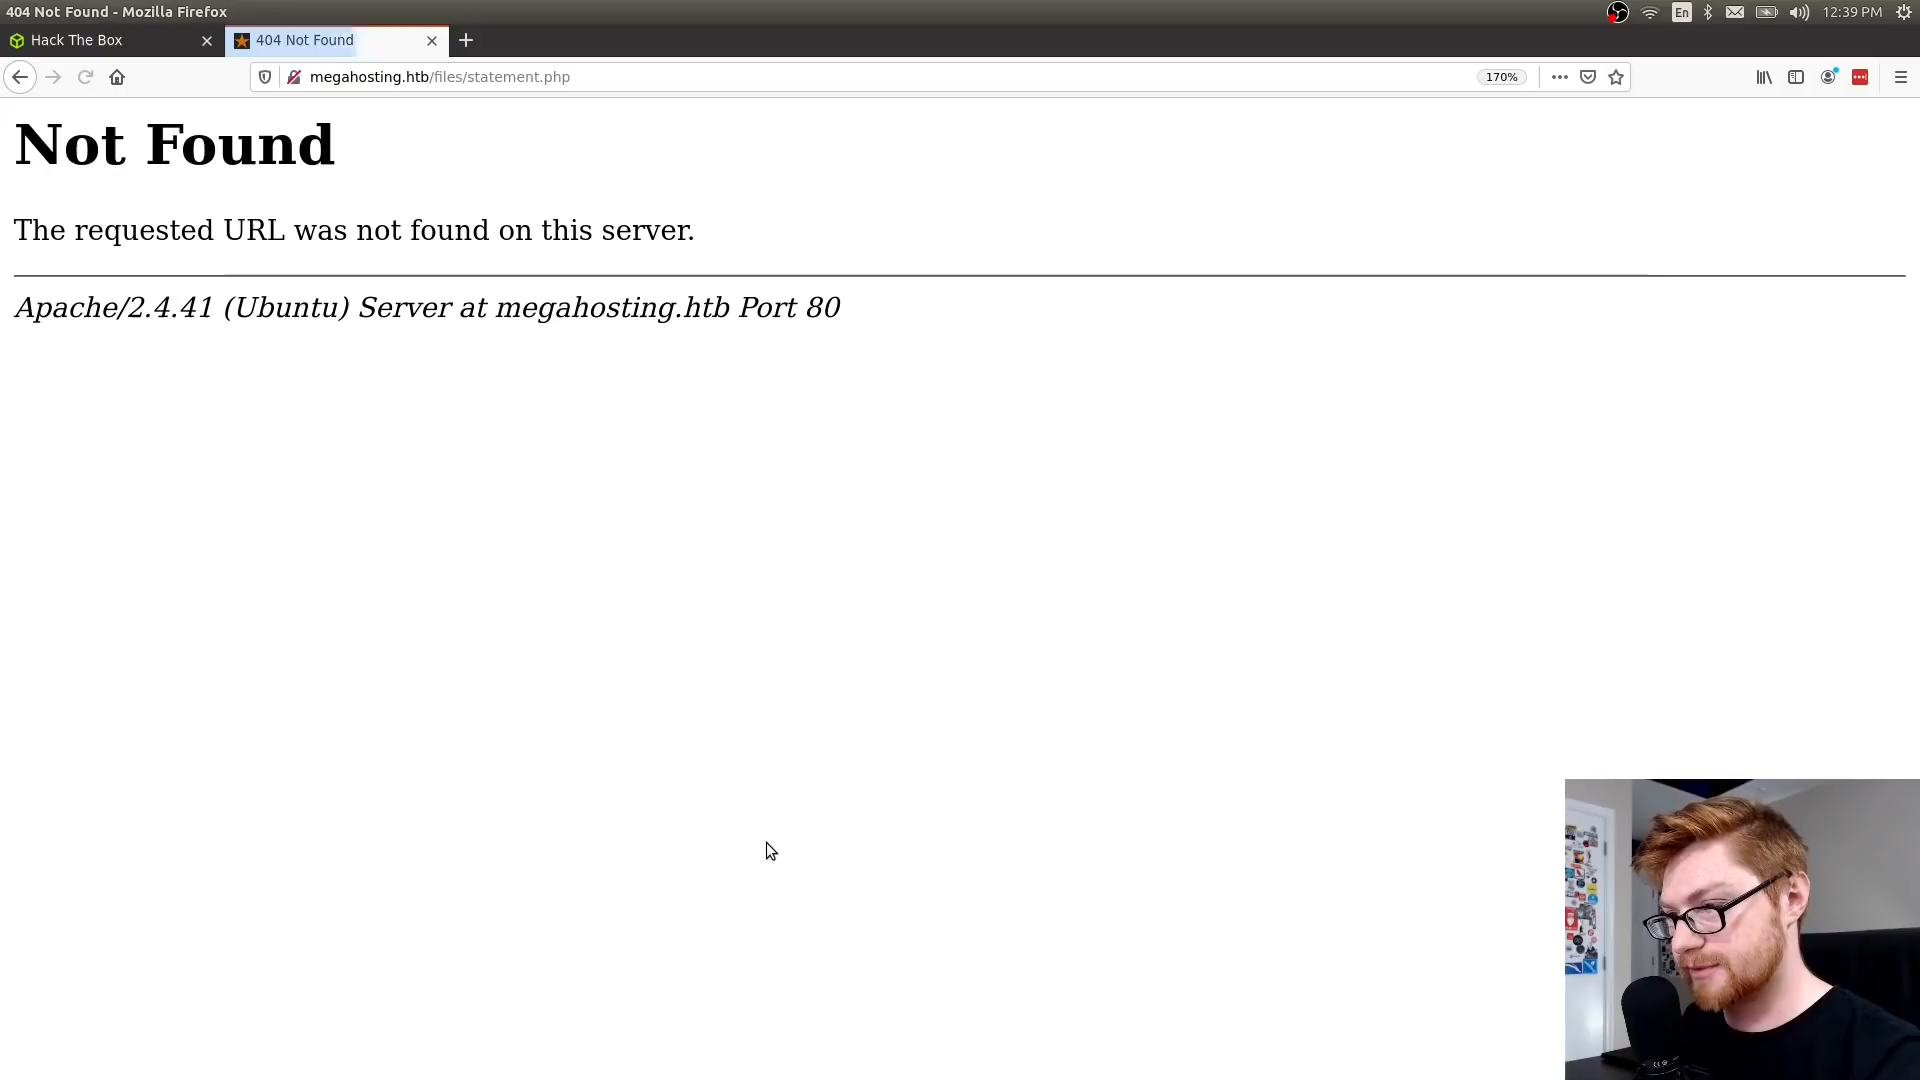 404 Not Found - Mozilla Firefox
En
12:39 PM
Hack The Box
404 Not Found
megahosting.htb/files/statement.php
170%
Not Found
The requested URL was not found on this server.
Apache/2.4.41 (Ubuntu) Server at megahosting.htb Port 80